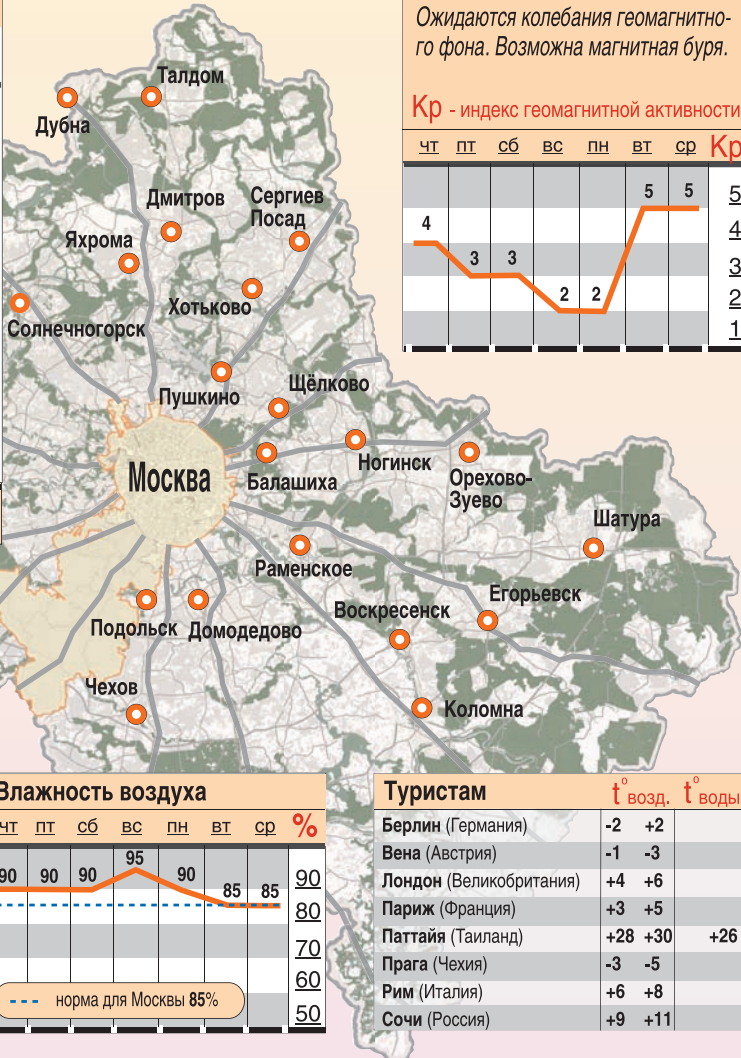 Ожидаются колебания геомагнитно-
го фона. Возможна магнитная буря.
Кр - индекс геомагнитной активности
чт пт сб вс пн вт ср Кр
4 3 3 2 2 5 5
5
4
3
2
1
Талдом
Дубна
Дмитров
Сергиев
Посад
Яхрома
Хотьково
Солнечногорск
Пушкино
Щёлково
Москва
Балашиха
Ногинск
Орехово-
Зуево
Шатура
Раменское
Егорьевск
Воскресенск
Подольск
Домодедово
Чехов
Коломна
Влажность воздуха
чт пт сб вс пн вт ср %
90 90 90 95 90 85 85
90
80
70
60
50
норма для Москвы 85%
Туристам t° возд. t° воды
Берлин (Германия) -2 +2
Вена (Австрия) -1 -3
Лондон (Великобритания) +4 +6
Париж (Франция) +3 +5
Паттайя (Таиланд) +28 +30 +26
Прага (Чехия) -3 -5
Рим (Италия) +6 +8
Сочи (Россия) +9 +11